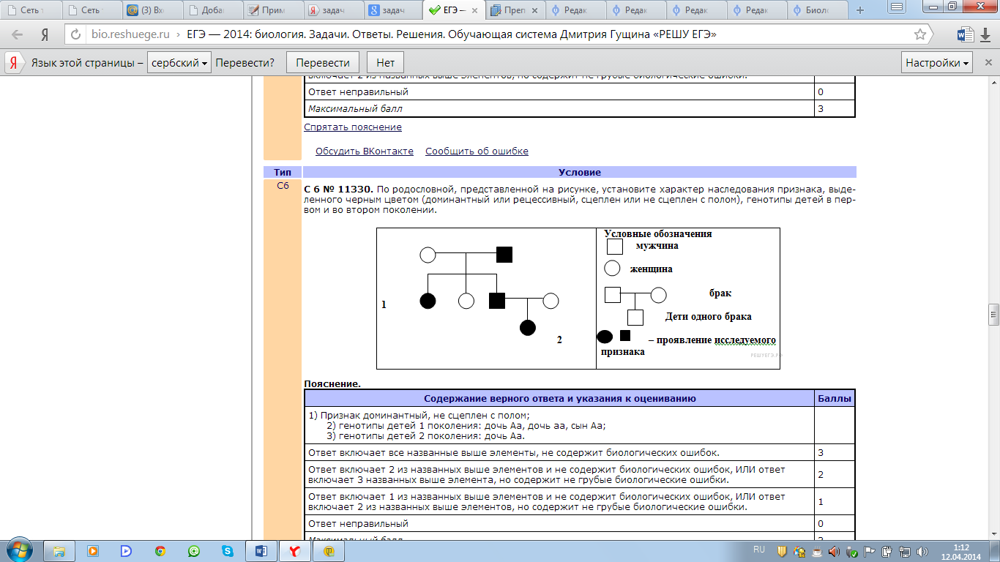 Сеть т
Сеть т
(3) Вх
Доба
Прим
задач
задач
ЕГЭ —
Преп
Редак
Редак
Редак
Редак
Биоло
bio.reshuege.ru › ЕГЭ — 2014: биология. Задачи. Ответы. Решения. Обучающая система Дмитрия Гущина «РЕШУ ЕГЭ»
Язык этой страницы – сербский Перевести? Перевести Нет Настройки
включает 2 из названных выше элементов, но содержит не грубые биологические ошибки.
Ответ неправильный 0
Максимальный балл 3
Спрятать пояснение
Обсудить ВКонтакте Сообщить об ошибке
Тип Условие
C6
С 6 № 11330. По родословной, представленной на рисунке, установите характер наследования признака, выде-
ленного черным цветом (доминантный или рецессивный, сцеплен или не сцеплен с полом), генотипы детей в пер-
вом и во втором поколении.
1
2
Условные обозначения
мужчина
женщина
брак
Дети одного брака
– проявление исследуемого
признака
РЕШУЕГЭ.РФ
Пояснение.
Содержание верного ответа и указания к оцениванию Баллы
1) Признак доминантный, не сцеплен с полом;
2) генотипы детей 1 поколения: дочь Аа, дочь аа, сын Аа;
3) генотипы детей 2 поколения: дочь Аа.
Ответ включает все названные выше элементы, не содержит биологических ошибок. 3
Ответ включает 2 из названных выше элементов и не содержит биологических ошибок, ИЛИ ответ
включает 3 названных выше элемента, но содержит не грубые биологические ошибки. 2
Ответ включает 1 из названных выше элементов и не содержит биологических ошибок, ИЛИ ответ
включает 2 из названных выше элементов, но содержит не грубые биологические ошибки. 1
Ответ неправильный 0
Максимальный балл 3
RU
1:12
12.04.2014